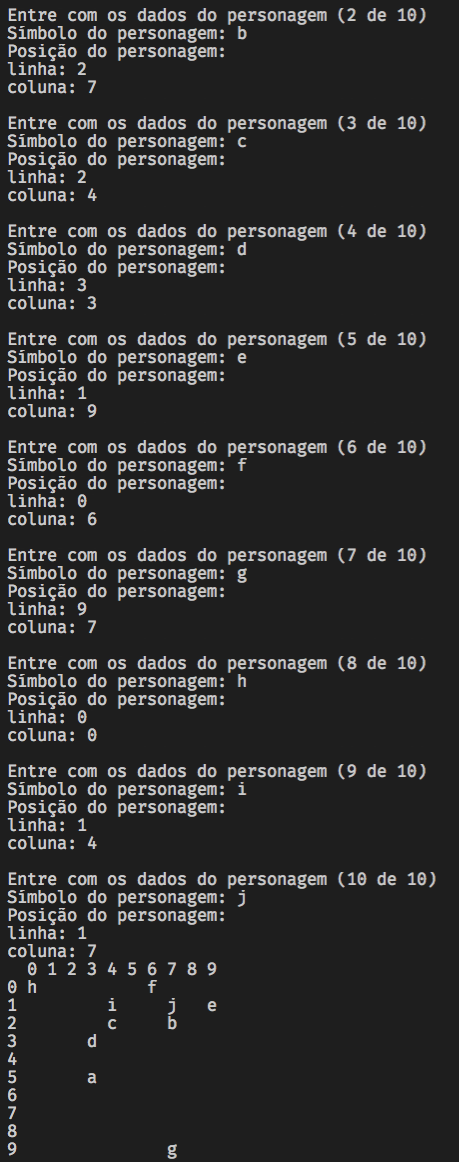 Entre com os dados do personagem (2 de 10)
Símbolo do personagem: b
Posição do personagem:
linha: 2
coluna: 7

Entre com os dados do personagem (3 de 10)
Símbolo do personagem: c
Posição do personagem:
linha: 2
coluna: 4

Entre com os dados do personagem (4 de 10)
Símbolo do personagem: d
Posição do personagem:
linha: 3
coluna: 3

Entre com os dados do personagem (5 de 10)
Símbolo do personagem: e
Posição do personagem:
linha: 1
coluna: 9

Entre com os dados do personagem (6 de 10)
Símbolo do personagem: f
Posição do personagem:
linha: 0
coluna: 6

Entre com os dados do personagem (7 de 10)
Símbolo do personagem: g
Posição do personagem:
linha: 9
coluna: 7

Entre com os dados do personagem (8 de 10)
Símbolo do personagem: h
Posição do personagem:
linha: 0
coluna: 0

Entre com os dados do personagem (9 de 10)
Símbolo do personagem: i
Posição do personagem:
linha: 1
coluna: 4

Entre com os dados do personagem (10 de 10)
Símbolo do personagem: j
Posição do personagem:
linha: 1
coluna: 7
  0 1 2 3 4 5 6 7 8 9
0 h           f
1         i     j   e
2         c     b
3       d
4
5       a
6
7
8
9               g